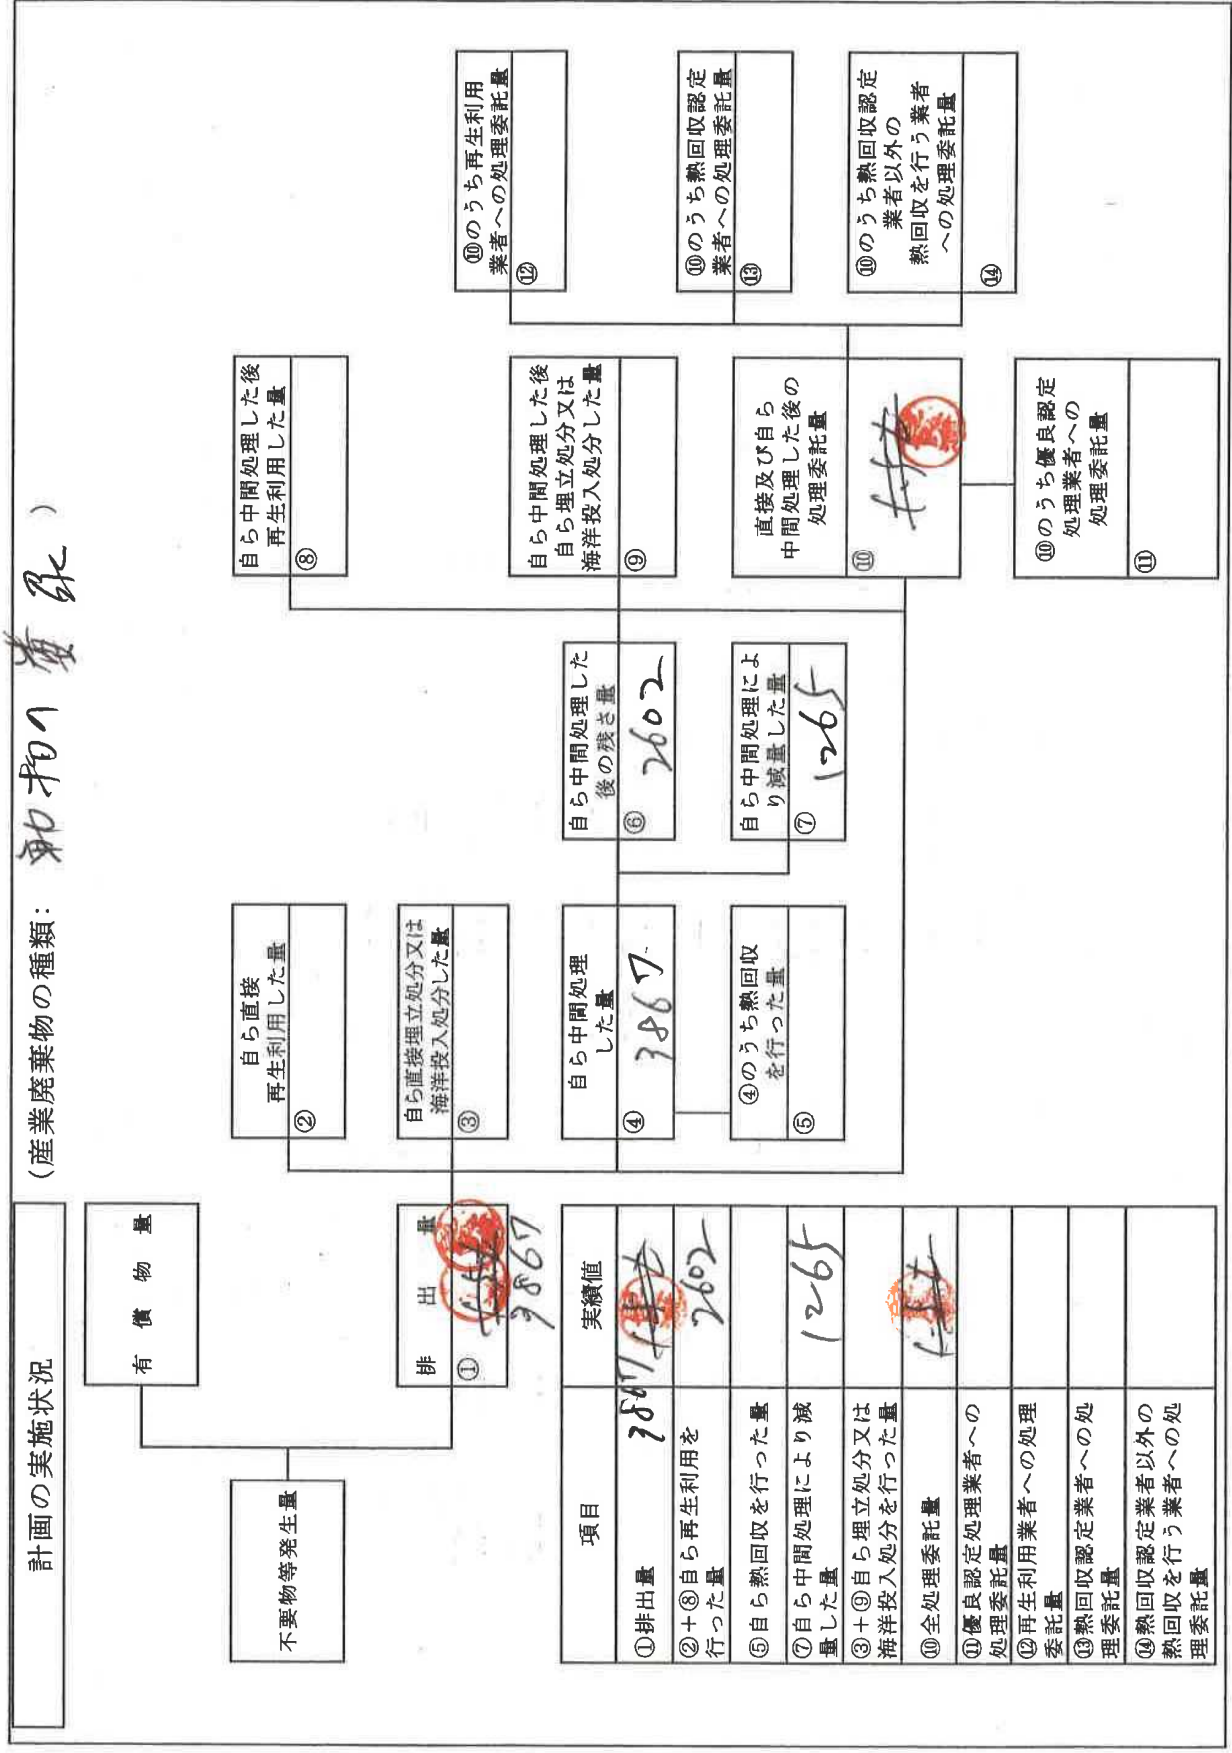 計画の実施状況
(産業廃棄物の種類: 動物のふん尿 )
不要物等発生量
有償物量
排出量
①
3867
自ら直接
再生利用した量
②
自ら直接埋立処分又は
海洋投入処分した量
③
自ら中間処理
した量
④ 3867
④のうち熱回収
を行った量
⑤
自ら中間処理した
後の残さ量
⑥ 2602
自ら中間処理によ
り減量した量
⑦ 1265
自ら中間処理した後
再生利用した量
⑧
自ら中間処理した後
自ら埋立処分又は
海洋投入処分した量
⑨
直接及び自ら
中間処理した後の
処理委託量
⑩
⑩のうち優良認定
処理業者への
処理委託量
⑪
⑩のうち再生利用
業者への処理委託量
⑫
⑩のうち熱回収認定
業者への処理委託量
⑬
⑩のうち熱回収認定
業者以外の
熱回収を行う業者
への処理委託量
⑭
項目 実績値
①排出量 3867
②+⑧自ら再生利用を
行った量 2602
⑤自ら熱回収を行った量
⑦自ら中間処理により減
量した量 1265
③+⑨自ら埋立処分又は
海洋投入処分を行った量
⑩全処理委託量
⑪優良認定処理業者への
処理委託量
⑫再生利用業者への処理
委託量
⑬熱回収認定業者への処
理委託量
⑭熱回収認定業者以外の
熱回収を行う業者への処
理委託量